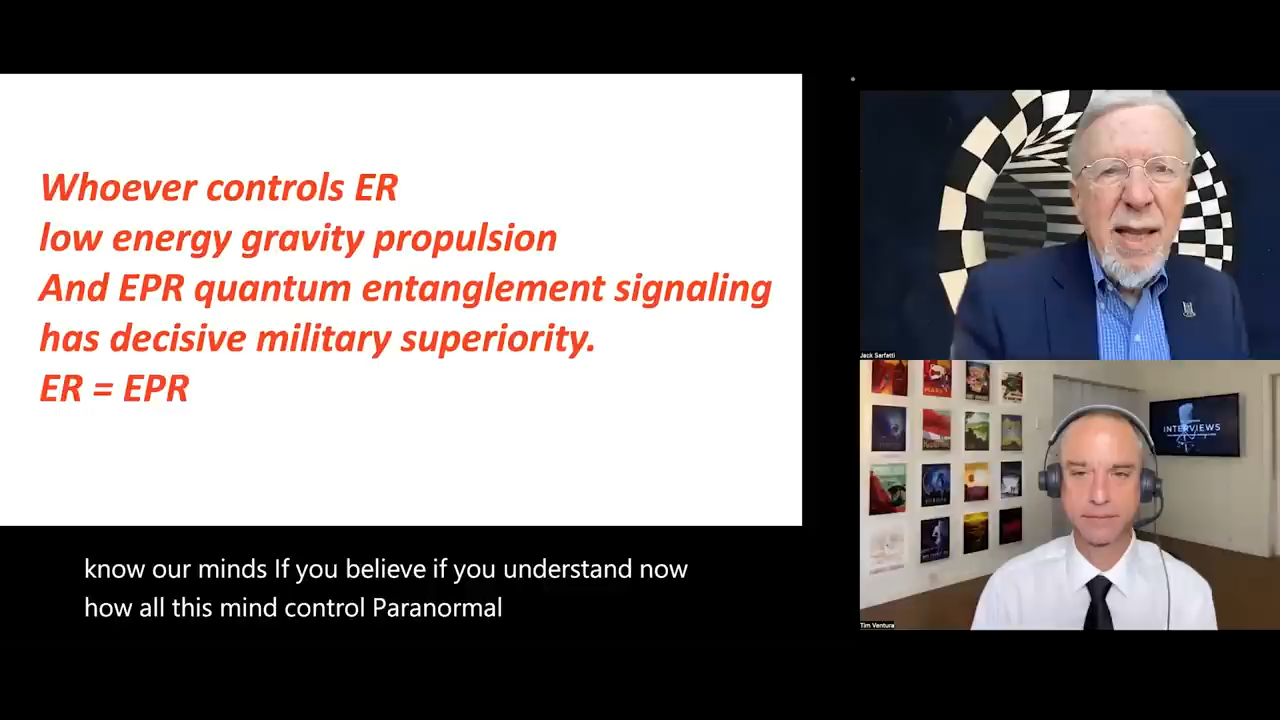 Whoever controls ER
low energy gravity propulsion
And EPR quantum entanglement signaling
has decisive military superiority.
ER = EPR
know our minds If you believe if you understand now
how all this mind control Paranormal
Jack Sarfatti
INTERVIEWS
Tim Ventura